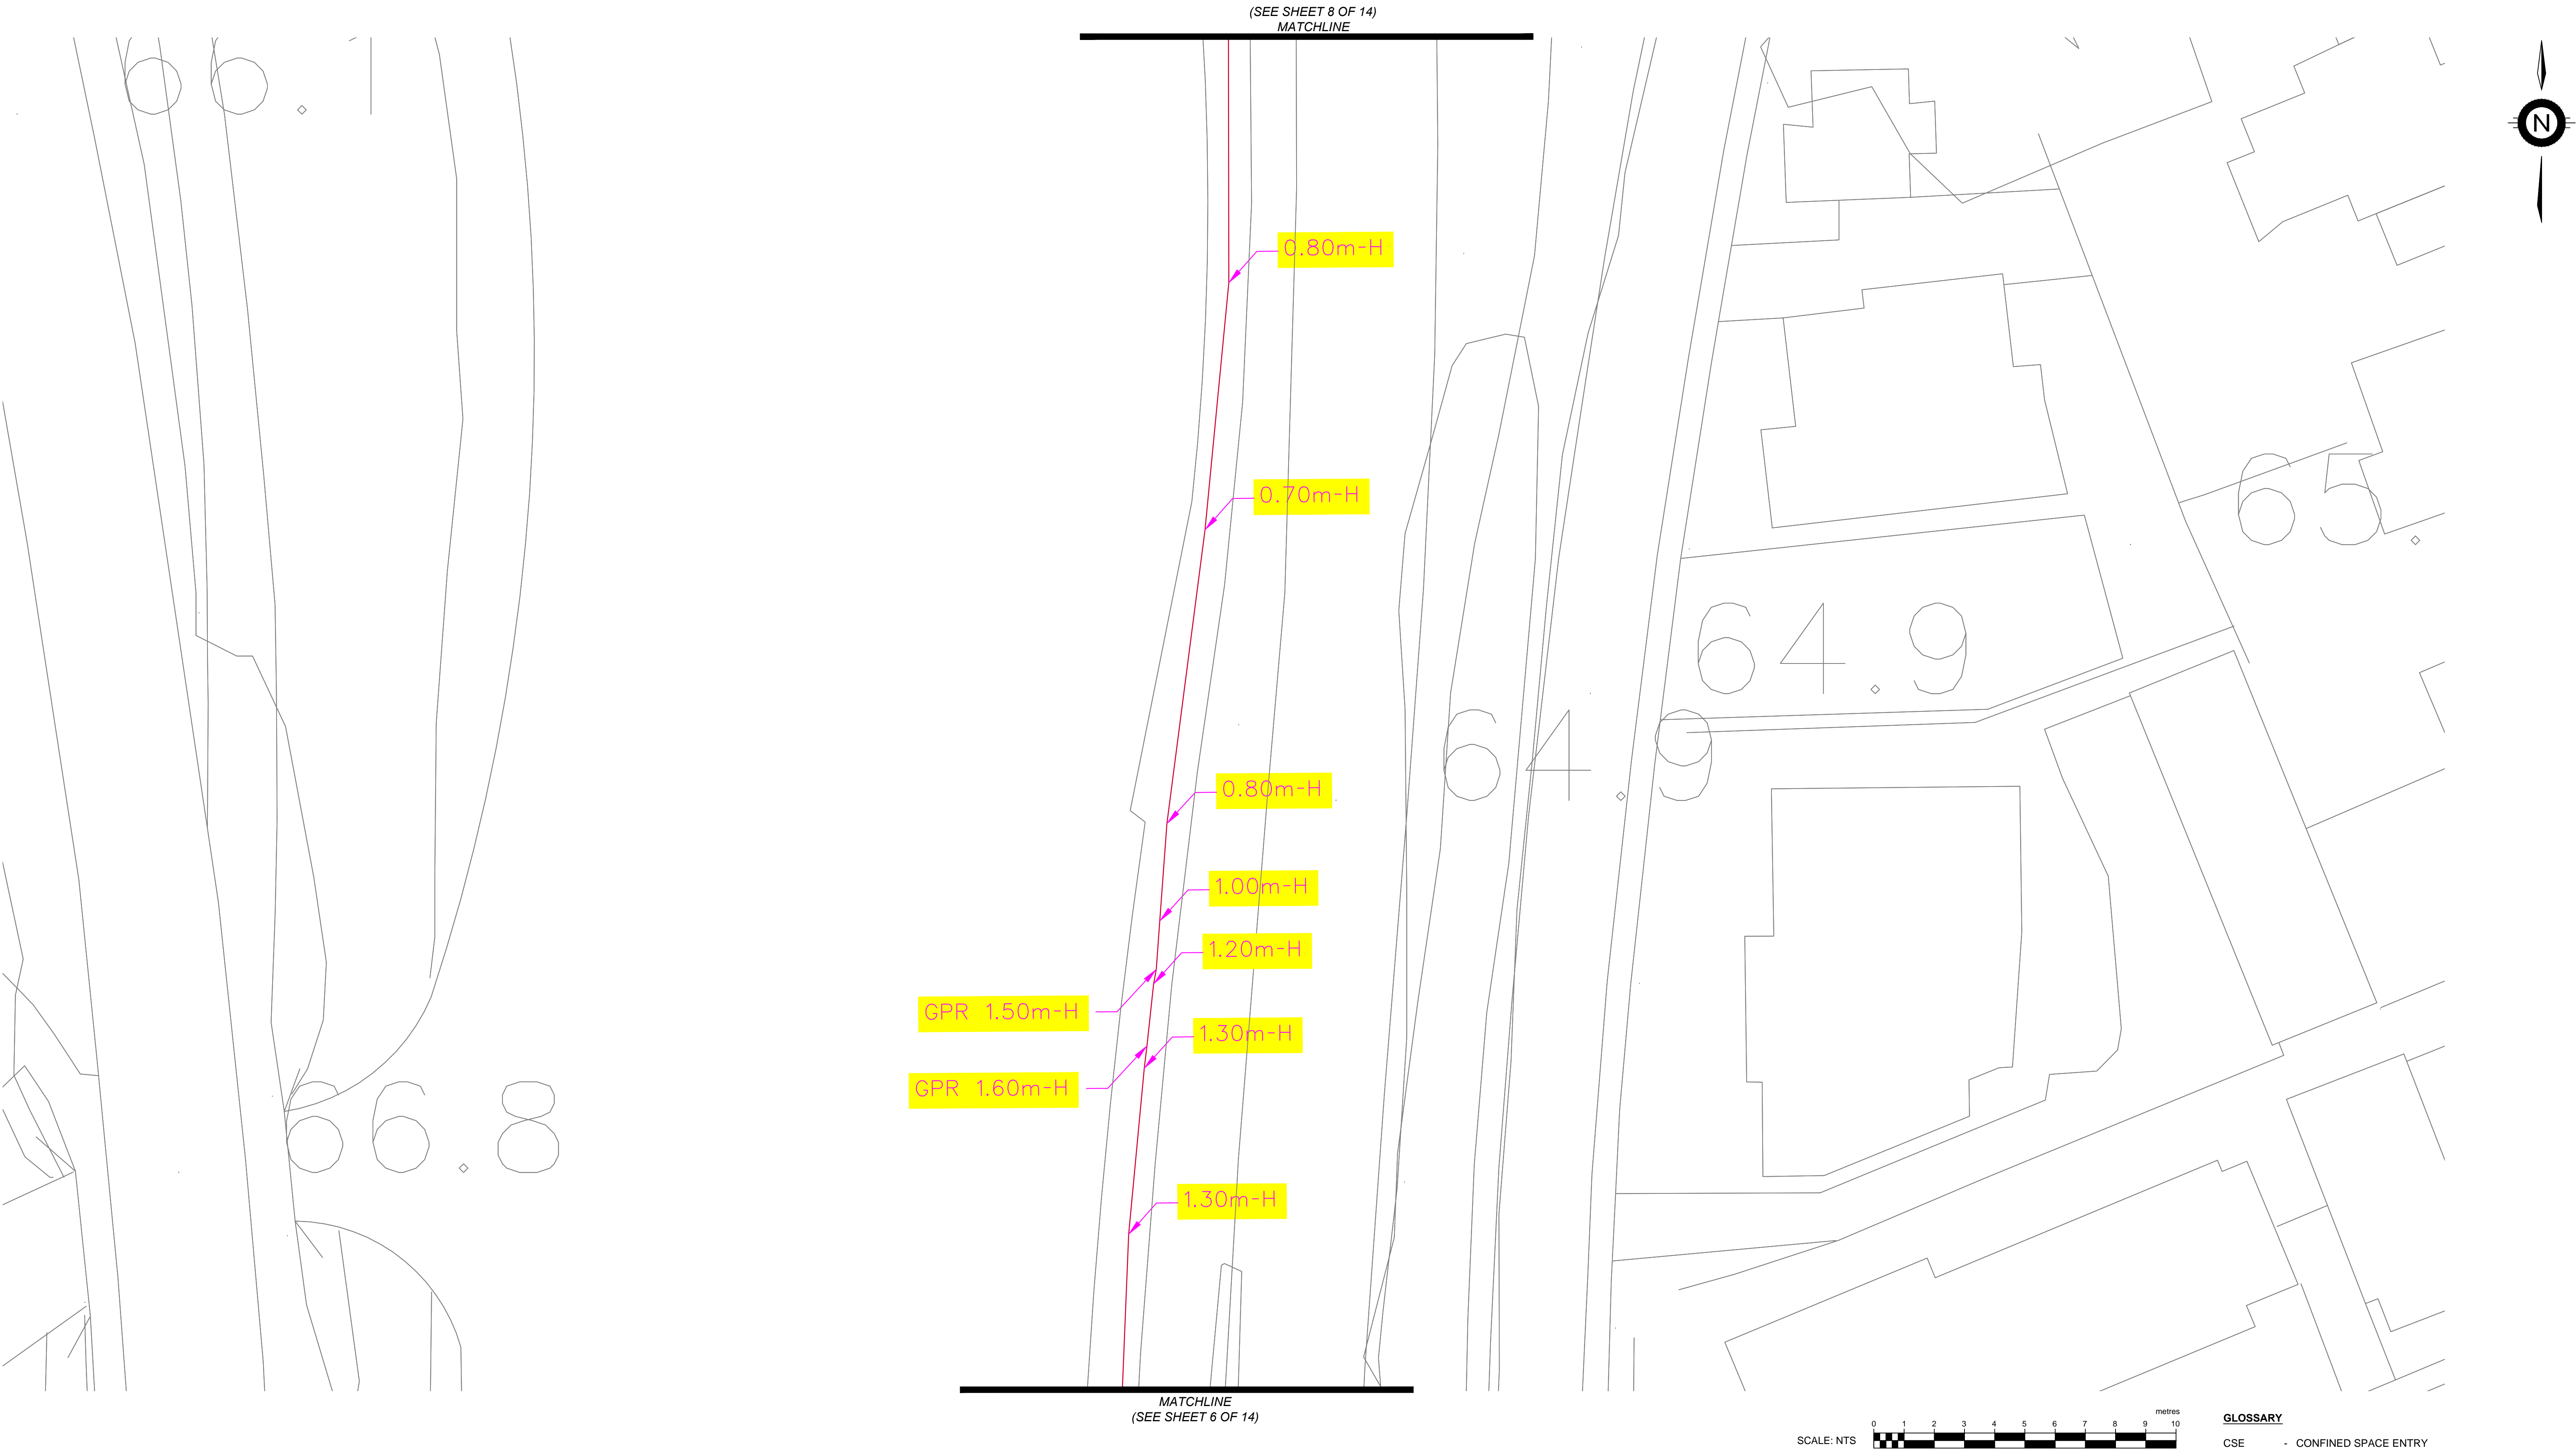 (SEE SHEET 8 OF 14)
MATCHLINE
66.1
N
0.80m-H
0.70m-H
65.
64.9
64.9
0.80m-H
1.00m-H
1.20m-H
GPR 1.50m-H
1.30m-H
GPR 1.60m-H
66.8
1.30m-H
MATCHLINE
(SEE SHEET 6 OF 14)
metres
0 1 2 3 4 5 6 7 8 9 10
SCALE: NTS
GLOSSARY
CSE - CONFINED SPACE ENTRY